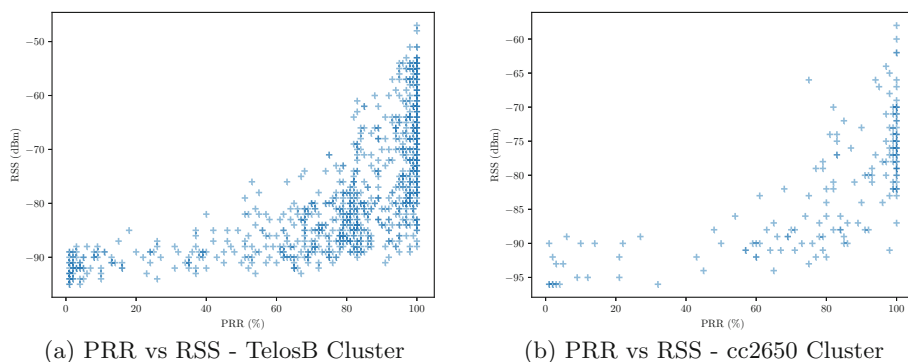 −50
−60
−70
−80
−90
RSS (dBm)
0 20 40 60 80 100
PRR (%)
(a) PRR vs RSS - TelosB Cluster
−60
−65
−70
−75
−80
−85
−90
−95
RSS (dBm)
0 20 40 60 80 100
PRR (%)
(b) PRR vs RSS - cc2650 Cluster